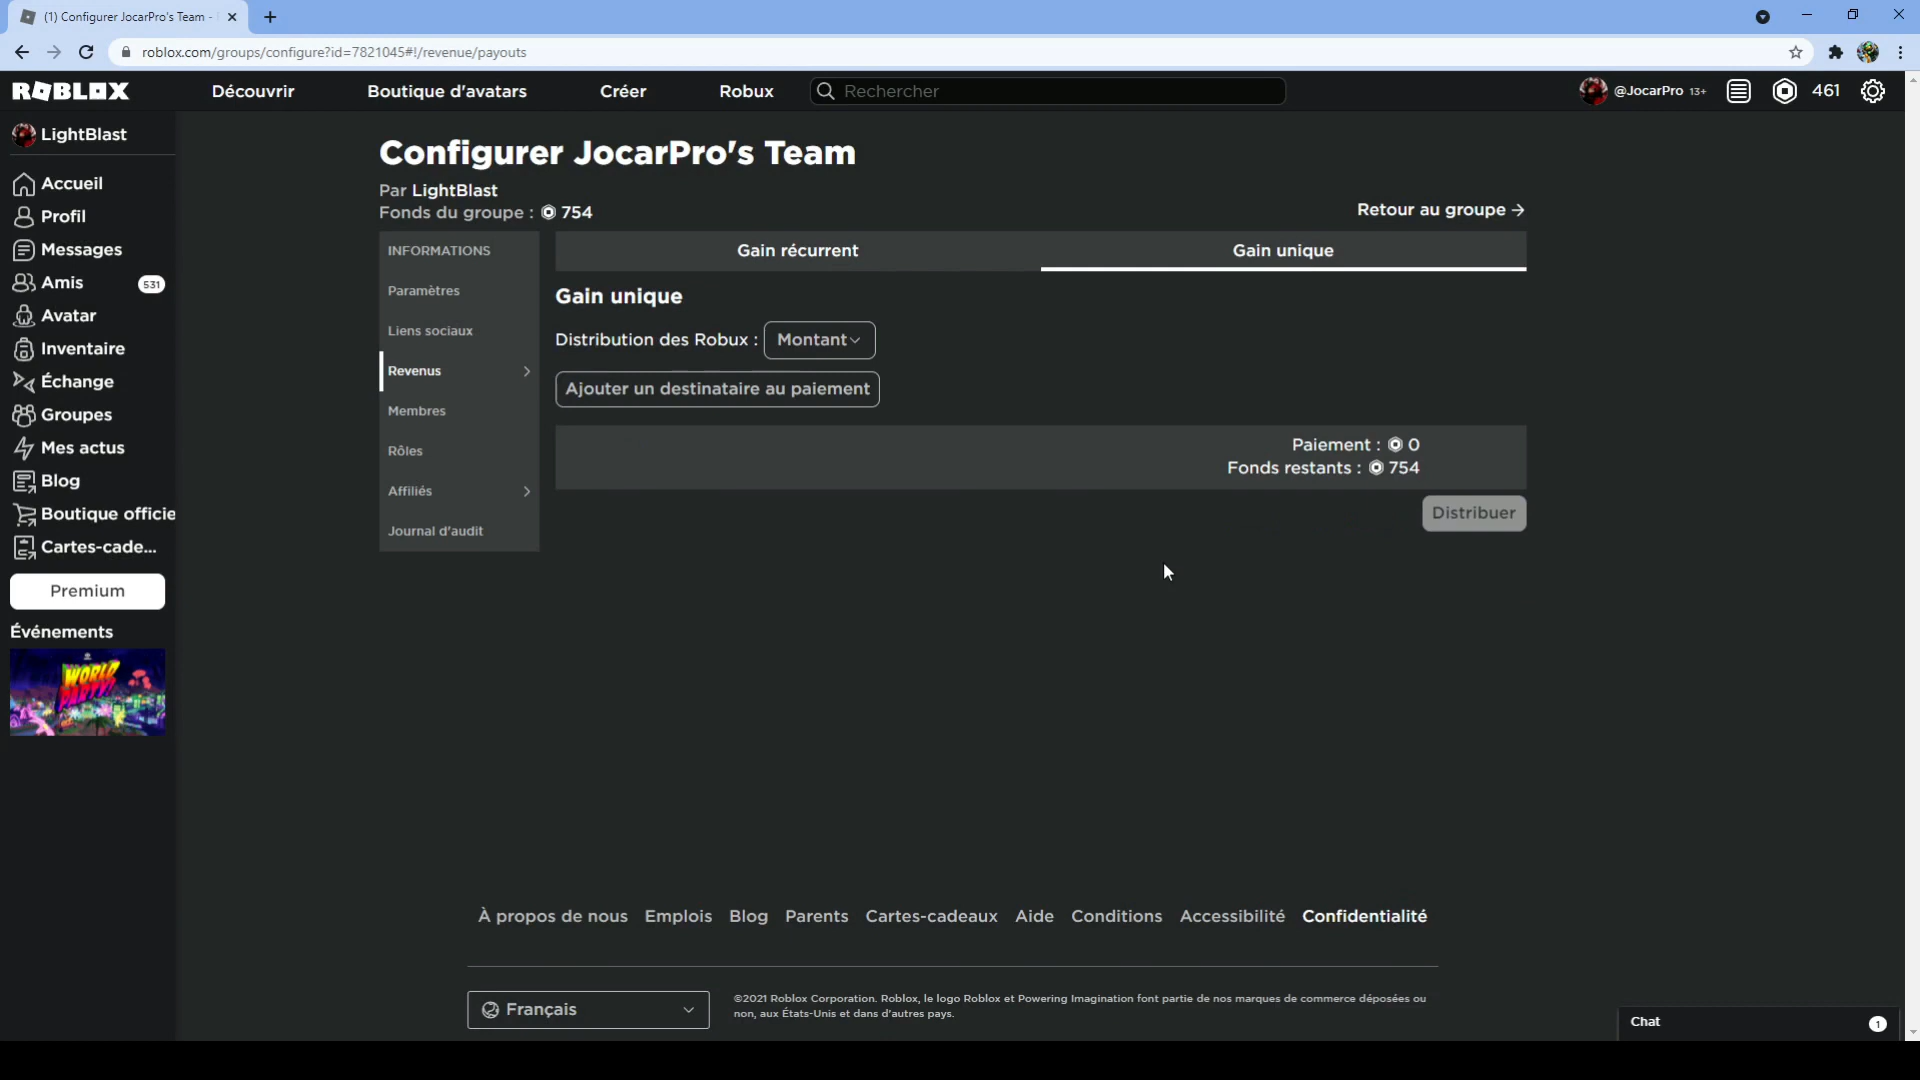 (1) Configurer JocarPro's Team -
roblox.com/groups/configure?id=7821045#!/revenue/payouts
ROBLOX
Découvrir
Boutique d'avatars
Créer
Robux
Rechercher
@JocarPro 13+
461
LightBlast
Accueil
Profil
Messages
Amis
531
Avatar
Inventaire
Échange
Groupes
Mes actus
Blog
Boutique officie
Cartes-cade...
Premium
Événements
WORLD
PARTY!
Configurer JocarPro's Team
Par LightBlast
Fonds du groupe : 754
Retour au groupe →
INFORMATIONS
Paramètres
Liens sociaux
Revenus
Membres
Rôles
Affiliés
Journal d'audit
Gain récurrent
Gain unique
Gain unique
Distribution des Robux : Montant
Ajouter un destinataire au paiement
Paiement : 0
Fonds restants : 754
Distribuer
À propos de nous Emplois Blog Parents Cartes-cadeaux Aide Conditions Accessibilité Confidentialité
Français
©2021 Roblox Corporation. Roblox, le logo Roblox et Powering Imagination font partie de nos marques de commerce déposées ou
non, aux États-Unis et dans d'autres pays.
Chat
1